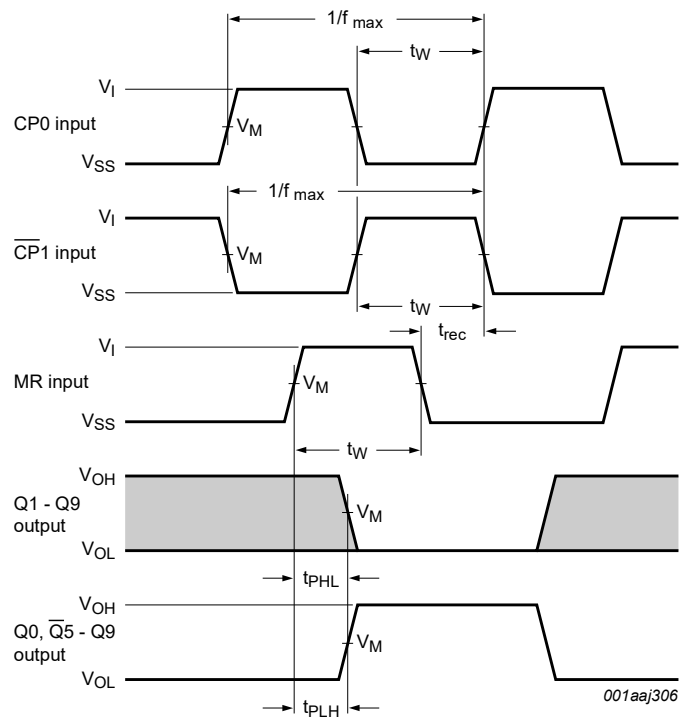 1/f max
tW
VI
CP0 input
VM
VSS
1/f max
VI
CP1 input
VM
VSS
tW
trec
VI
MR input
VM
VSS
tW
VOH
Q1 - Q9
output
VM
VOL
tPHL
VOH
Q0, Q̅5 - Q9
output
VM
VOL
001aaj306
tPLH